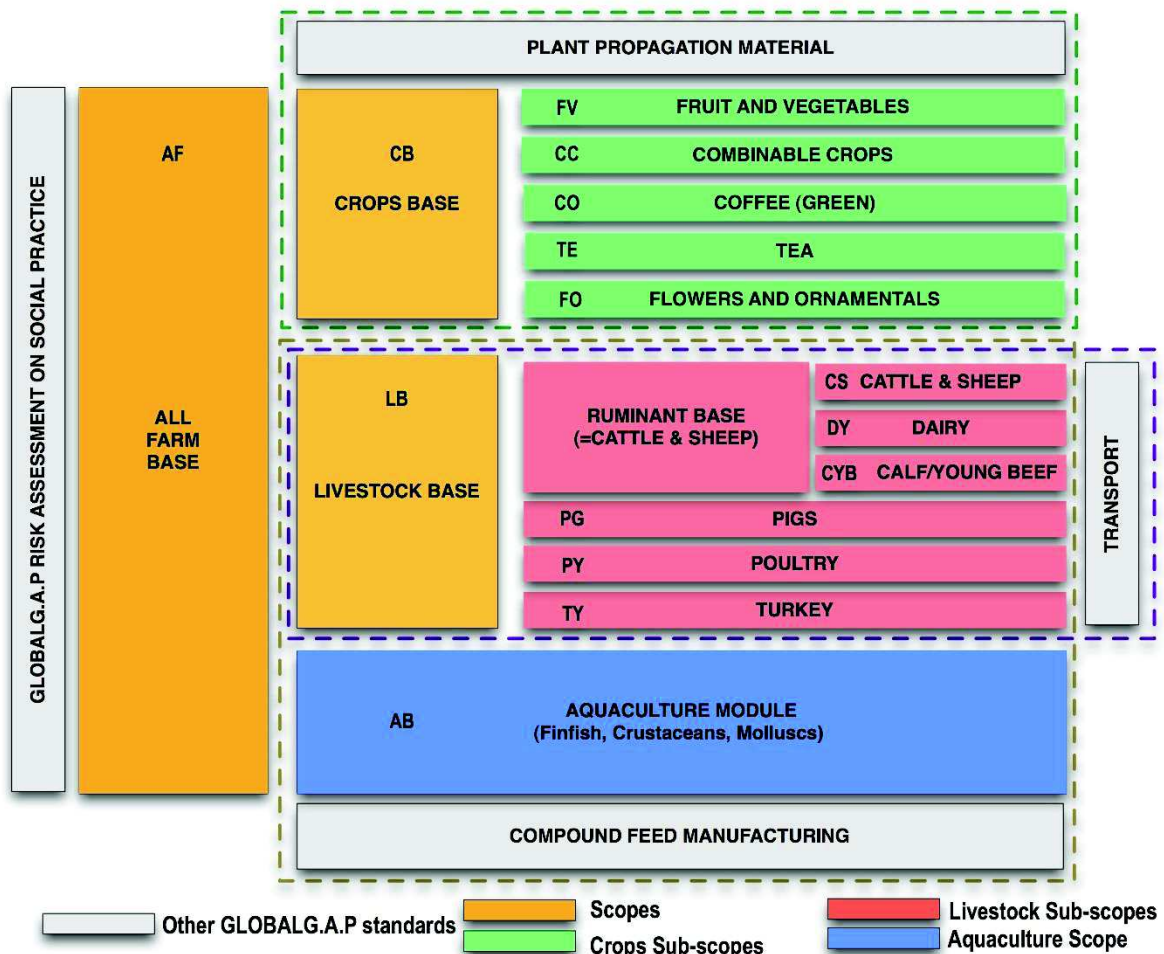 PLANT PROPAGATION MATERIAL
GLOBALG.A.P RISK ASSESSMENT ON SOCIAL PRACTICE
AF
ALL
FARM
BASE
CB
CROPS BASE
FV FRUIT AND VEGETABLES
CC COMBINABLE CROPS
CO COFFEE (GREEN)
TE TEA
FO FLOWERS AND ORNAMENTALS
LB
LIVESTOCK BASE
RUMINANT BASE
(=CATTLE & SHEEP)
CS CATTLE & SHEEP
DY DAIRY
CYB CALF/YOUNG BEEF
PG PIGS
PY POULTRY
TY TURKEY
TRANSPORT
AB
AQUACULTURE MODULE
(Finfish, Crustaceans, Molluscs)
COMPOUND FEED MANUFACTURING
Other GLOBALG.A.P standards
Scopes
Crops Sub-scopes
Livestock Sub-scopes
Aquaculture Scope